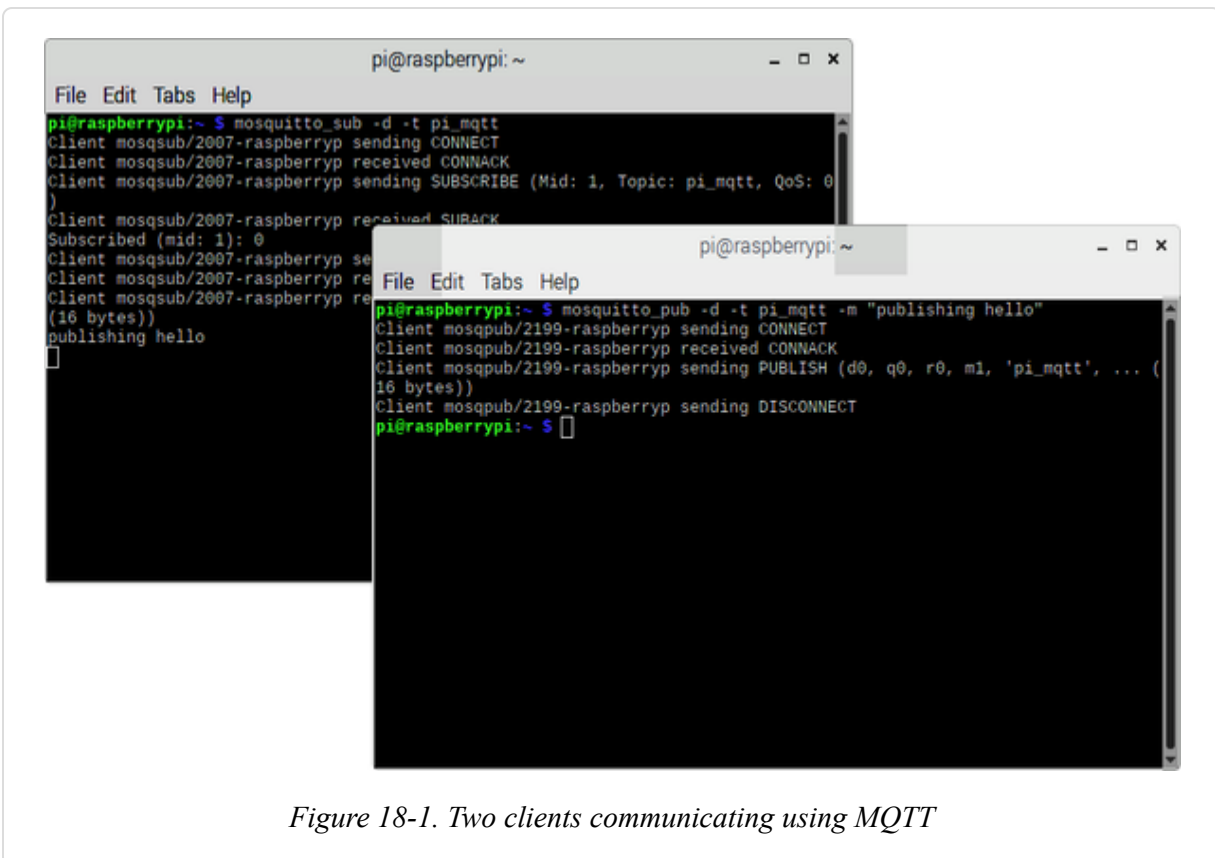 pi@raspberrypi: ~
File Edit Tabs Help
pi@raspberrypi:~ $ mosquitto_sub -d -t pi_mqtt
Client mosqsub/2007-raspberryp sending CONNECT
Client mosqsub/2007-raspberryp received CONNACK
Client mosqsub/2007-raspberryp sending SUBSCRIBE (Mid: 1, Topic: pi_mqtt, QoS: 0
)
Client mosqsub/2007-raspberryp received SUBACK
Subscribed (mid: 1): 0
Client mosqsub/2007-raspberryp se
Client mosqsub/2007-raspberryp re
Client mosqsub/2007-raspberryp re
(16 bytes))
publishing hello
pi@raspberrypi: ~
File Edit Tabs Help
pi@raspberrypi:~ $ mosquitto_pub -d -t pi_mqtt -m "publishing hello"
Client mosqpub/2199-raspberryp sending CONNECT
Client mosqpub/2199-raspberryp received CONNACK
Client mosqpub/2199-raspberryp sending PUBLISH (d0, q0, r0, m1, 'pi_mqtt', ... (
16 bytes))
Client mosqpub/2199-raspberryp sending DISCONNECT
pi@raspberrypi:~ $
Figure 18-1. Two clients communicating using MQTT